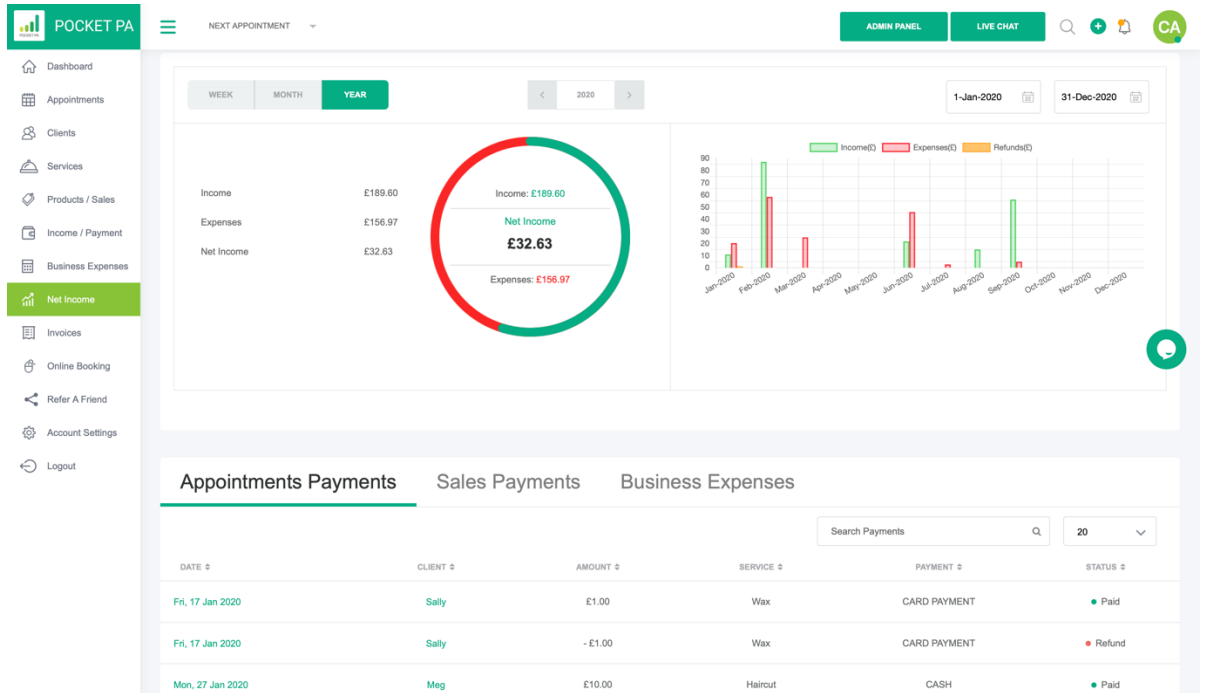 POCKET PA
POCKET PA
NEXT APPOINTMENT
ADMIN PANEL
LIVE CHAT
CA
Dashboard
Appointments
Clients
Services
Products / Sales
Income / Payment
Business Expenses
Net Income
Invoices
Online Booking
Refer A Friend
Account Settings
Logout
WEEK MONTH YEAR
< 2020 >
1-Jan-2020 31-Dec-2020
Income £189.60
Expenses £156.97
Net Income £32.63
Income: £189.60
Net Income
£32.63
Expenses: £156.97
Income(£) Expenses(£) Refunds(£)
90
80
70
60
50
40
30
20
10
0
Jan-2020 Feb-2020 Mar-2020 Apr-2020 May-2020 Jun-2020 Jul-2020 Aug-2020 Sep-2020 Oct-2020 Nov-2020 Dec-2020
Appointments Payments Sales Payments Business Expenses
Search Payments 20
DATE CLIENT AMOUNT SERVICE PAYMENT STATUS
Fri, 17 Jan 2020 Sally £1.00 Wax CARD PAYMENT Paid
Fri, 17 Jan 2020 Sally - £1.00 Wax CARD PAYMENT Refund
Mon, 27 Jan 2020 Meg £10.00 Haircut CASH Paid